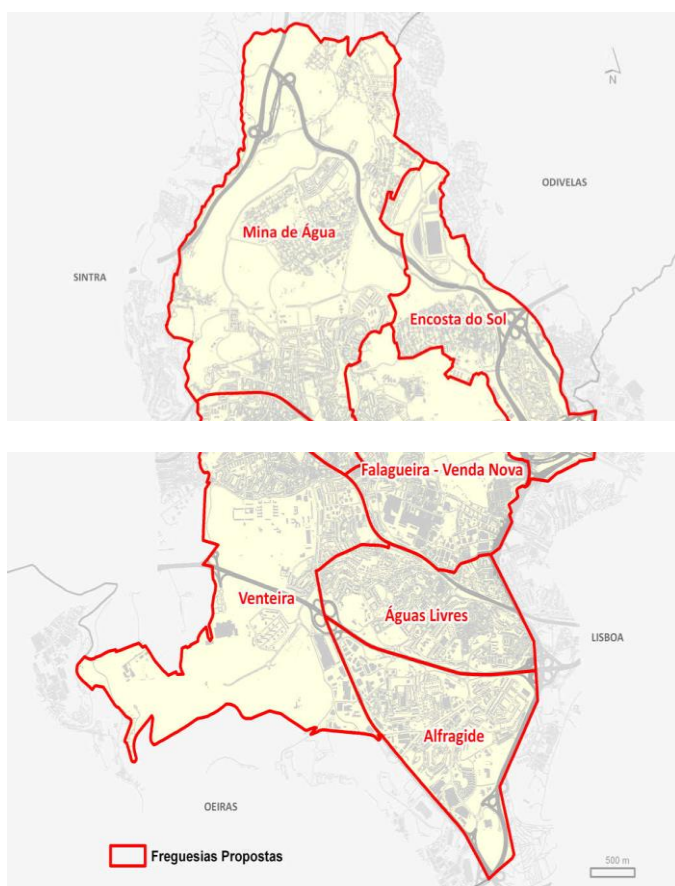 N
ODIVELAS
Mina de Água
SINTRA
Encosta do Sol
Falagueira - Venda Nova
Venteira
Águas Livres
LISBOA
Alfragide
OEIRAS
Freguesias Propostas
500 m